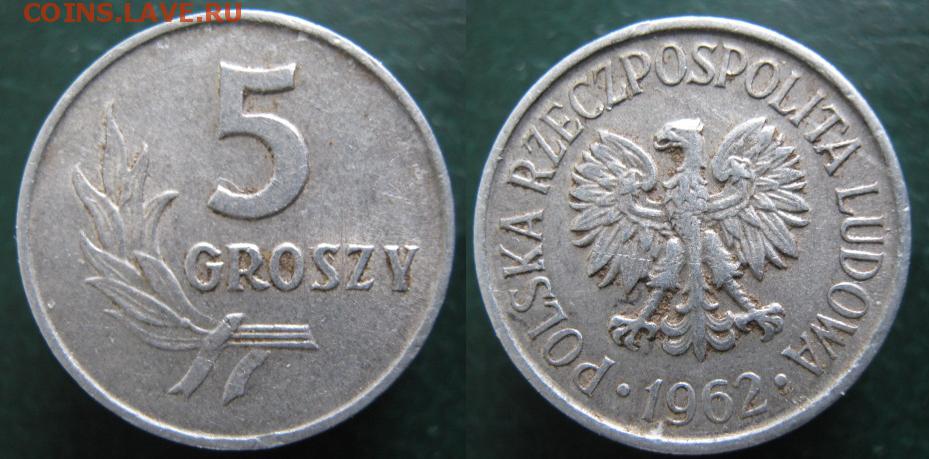 COINS.LAVE.RU
5
GROSZY
POLSKA RZECZPOSPOLITA LUDOWA
• 1962 •